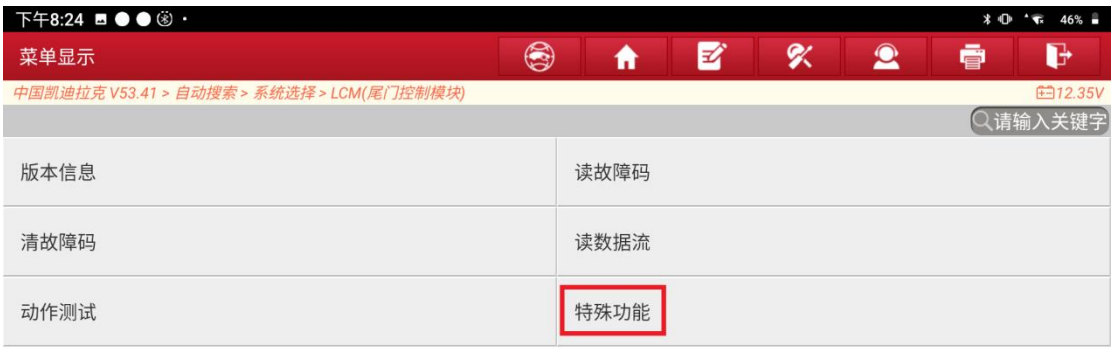 下午8:24
46%
菜单显示
中国凯迪拉克 V53.41 > 自动搜索 > 系统选择 > LCM(尾门控制模块)
12.35V
请输入关键字
版本信息
读故障码
清故障码
读数据流
动作测试
特殊功能